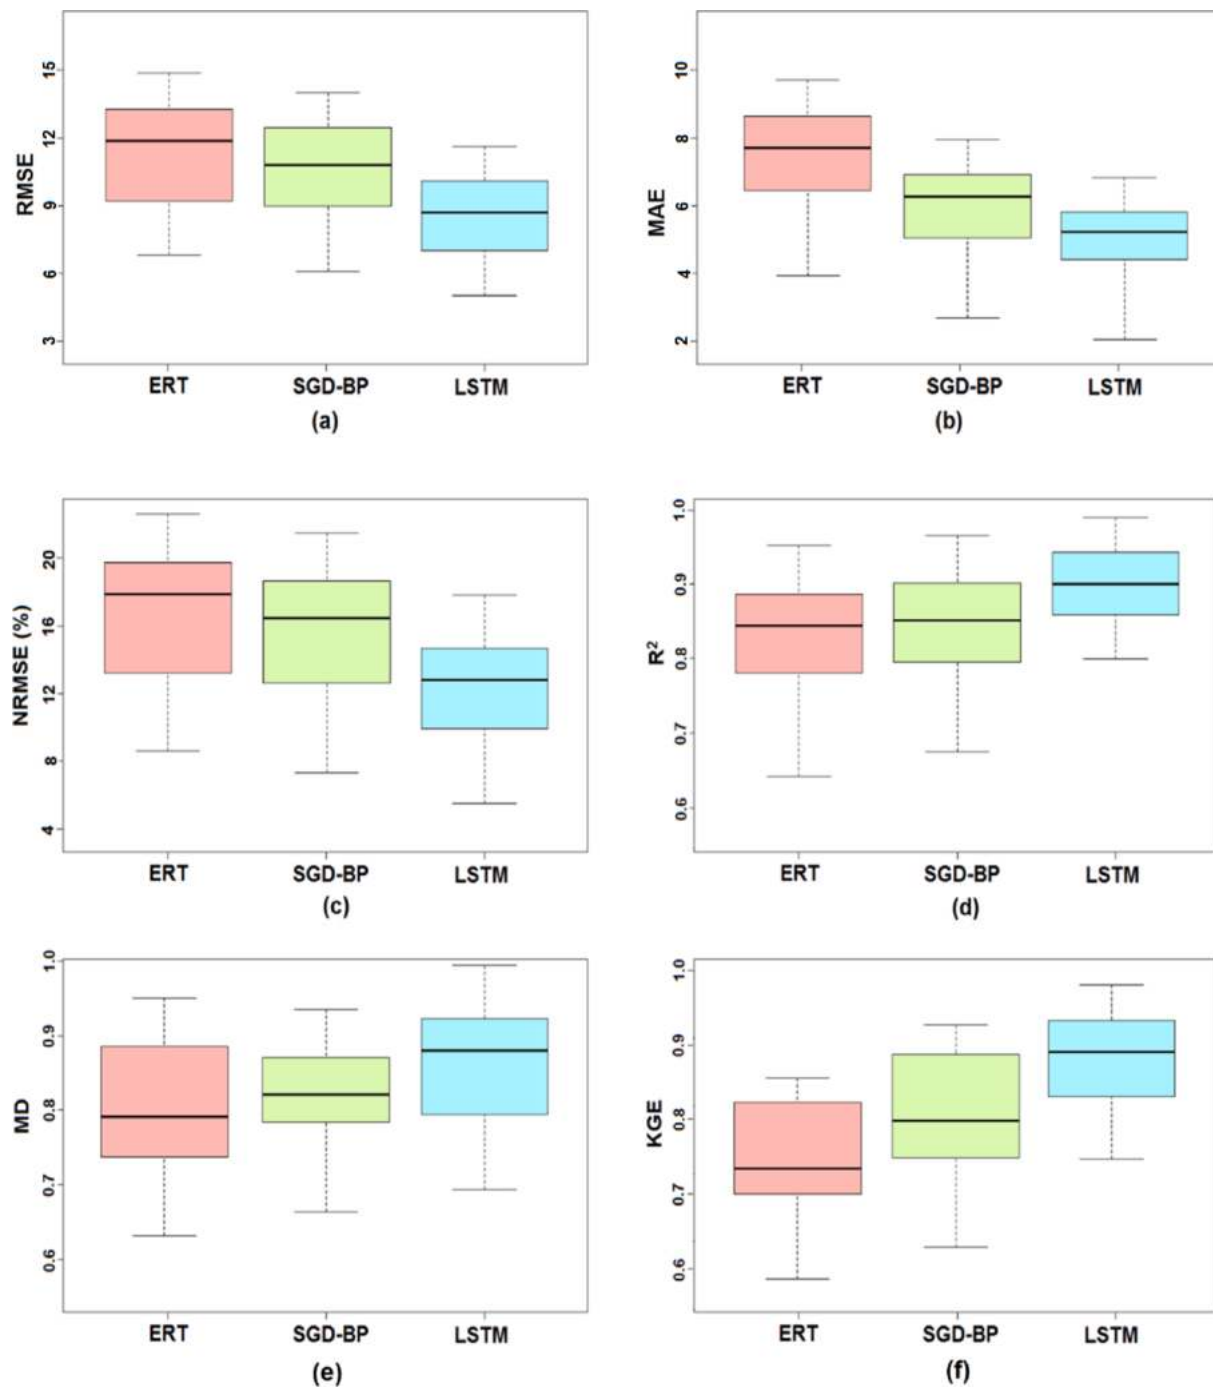 RMSE
15
12
9
6
3
ERT SGD-BP LSTM
(a)
MAE
10
8
6
4
2
ERT SGD-BP LSTM
(b)
NRMSE (%)
20
16
12
8
4
ERT SGD-BP LSTM
(c)
R²
1.0
0.9
0.8
0.7
0.6
ERT SGD-BP LSTM
(d)
MD
1.0
0.9
0.8
0.7
0.6
ERT SGD-BP LSTM
(e)
KGE
1.0
0.9
0.8
0.7
0.6
ERT SGD-BP LSTM
(f)